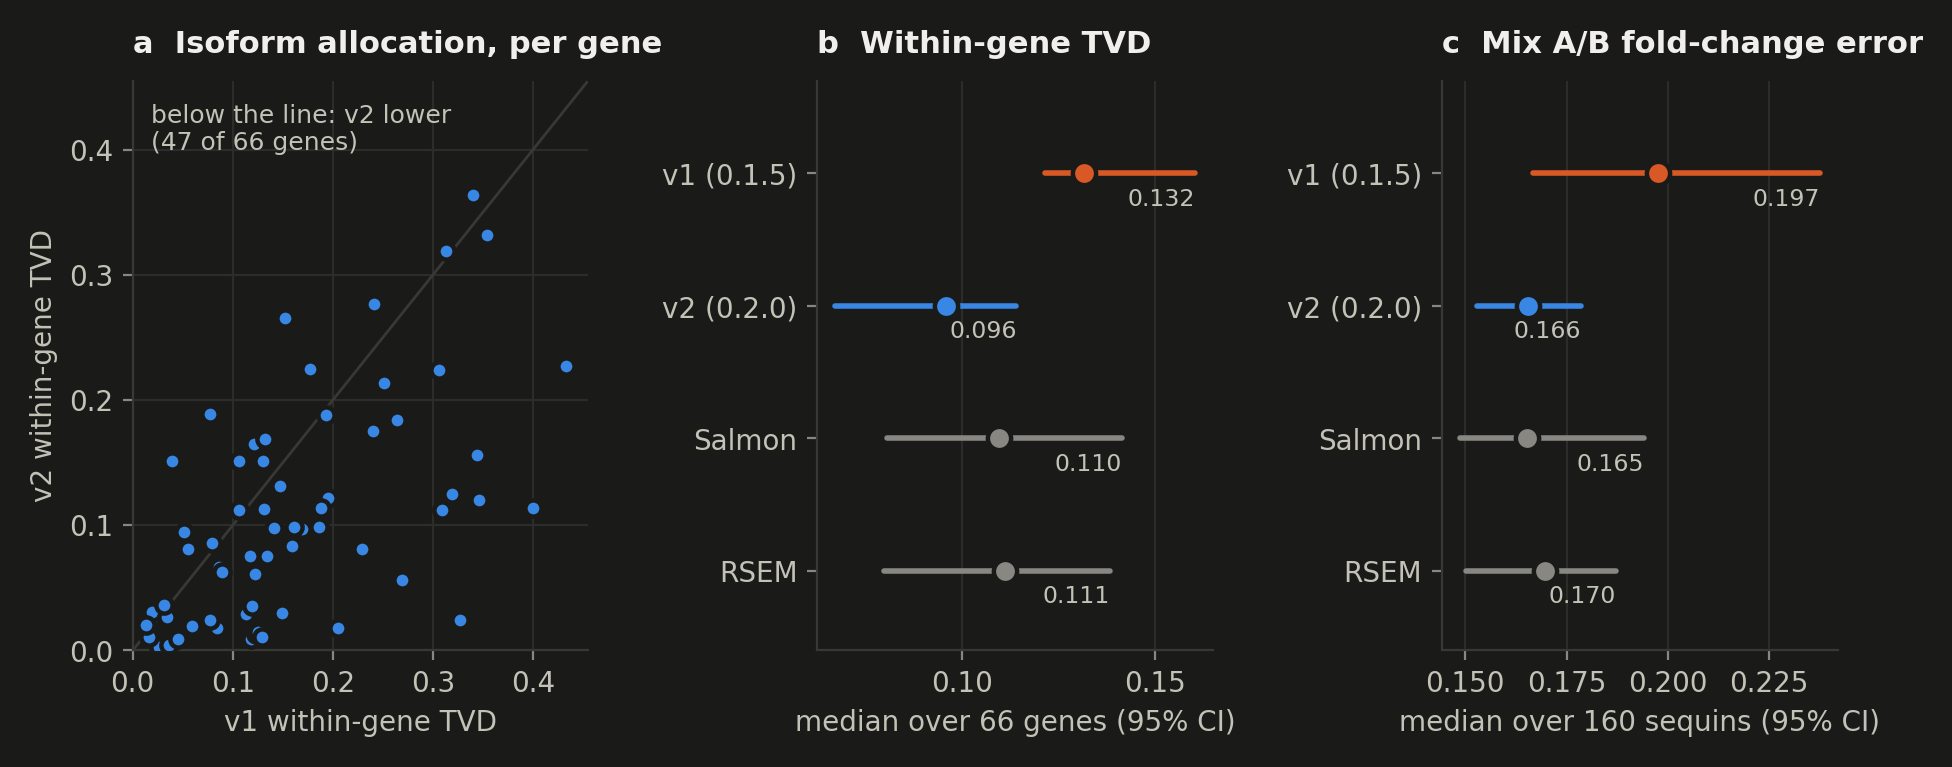 a  Isoform allocation, per gene
below the line: v2 lower
(47 of 66 genes)
v2 within-gene TVD
0.4
0.3
0.2
0.1
0.0
0.0 0.1 0.2 0.3 0.4
v1 within-gene TVD
b  Within-gene TVD
v1 (0.1.5)
0.132
v2 (0.2.0)
0.096
Salmon
0.110
RSEM
0.111
0.10 0.15
median over 66 genes (95% CI)
c  Mix A/B fold-change error
v1 (0.1.5)
0.197
v2 (0.2.0)
0.166
Salmon
0.165
RSEM
0.170
0.150 0.175 0.200 0.225
median over 160 sequins (95% CI)